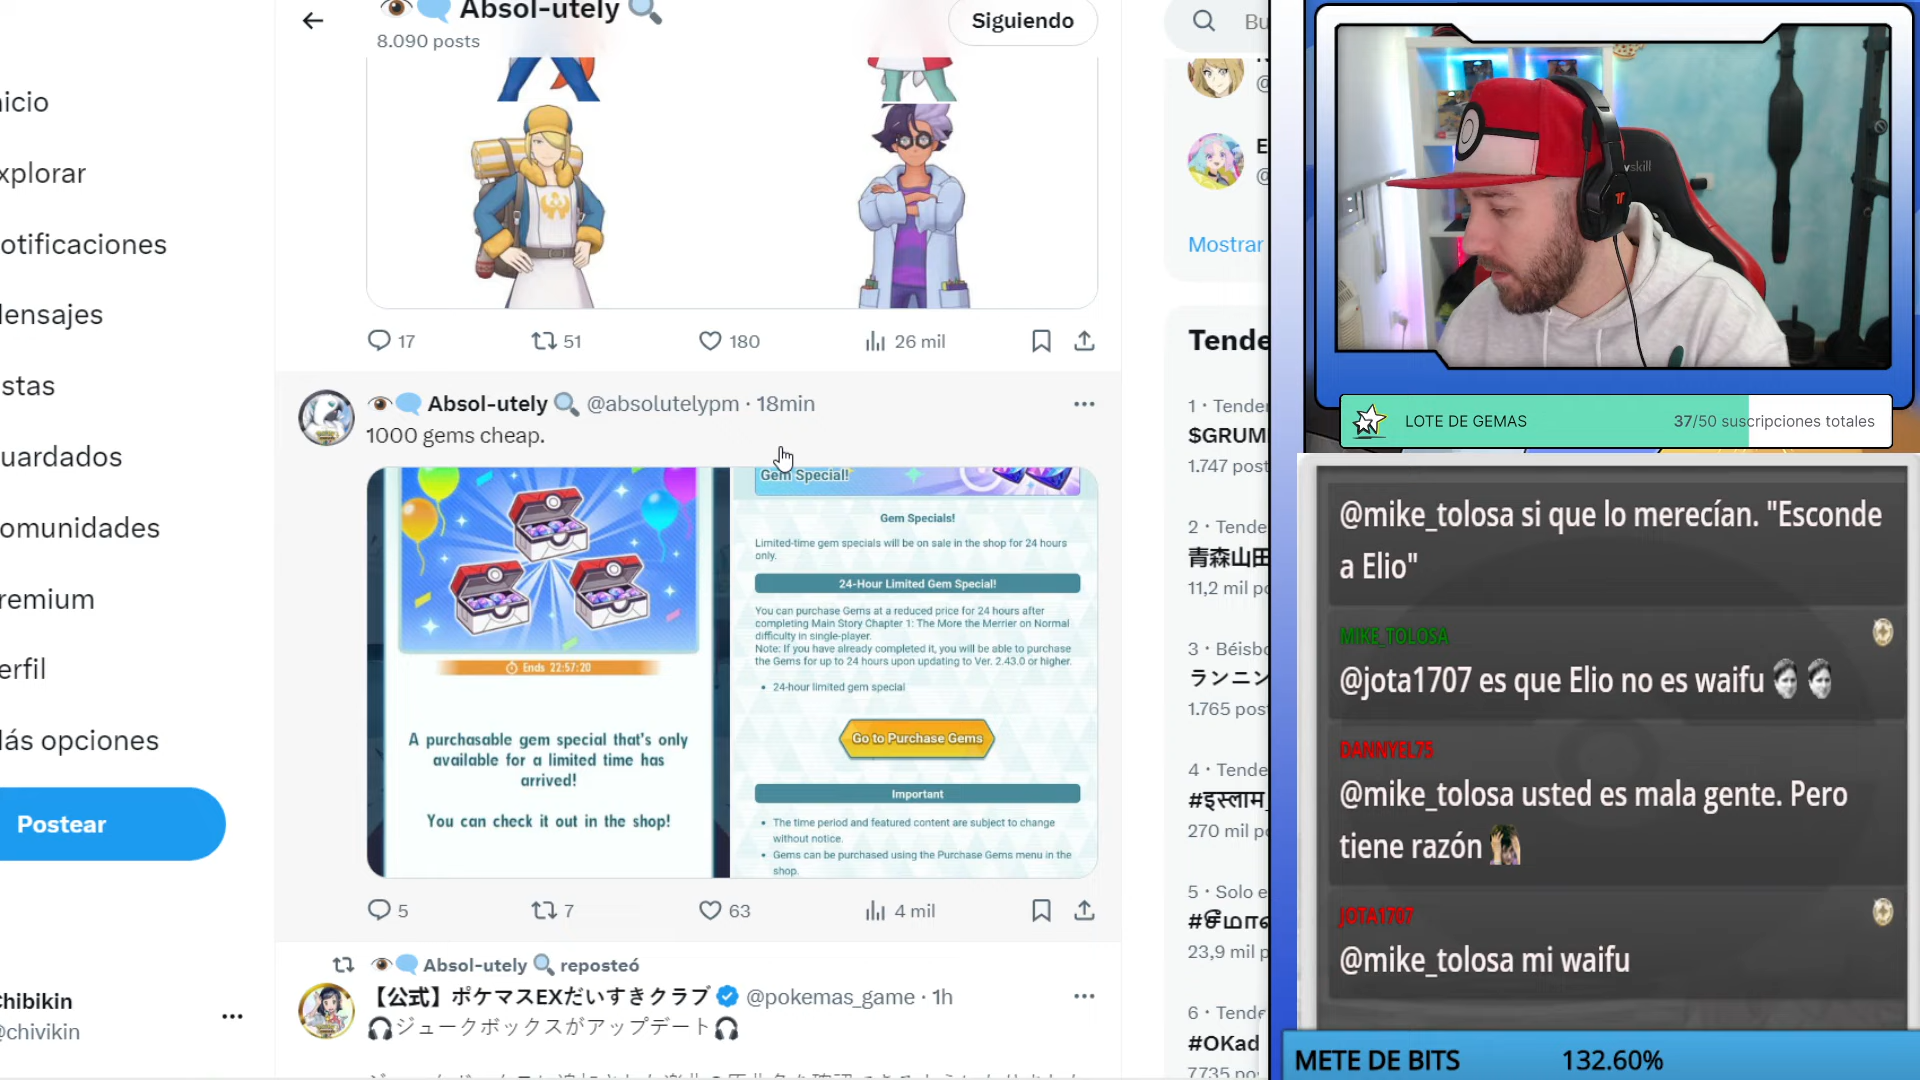 Absol-utely
8.090 posts
Siguiendo
Bu
nicio
xplorar
otificaciones
lensajes
stas
uardados
omunidades
remium
erfil
lás opciones
Postear
hibikin
@chivikin
17
51
180
26 mil
Absol-utely @absolutelypm · 18min
1000 gems cheap.
Ends 22:57:20
A purchasable gem special that's only
available for a limited time has
arrived!
You can check it out in the shop!
Gem Special!
Gem Specials!
Limited-time gem specials will be on sale in the shop for 24 hours
only.
24-Hour Limited Gem Special!
You can purchase Gems at a reduced price for 24 hours after
completing Main Story Chapter 1: The More the Merrier on Normal
difficulty in single-player.
Note: If you have already completed it, you will be able to purchase
the Gems for up to 24 hours upon updating to Ver. 2.43.0 or higher.
• 24-hour limited gem special
Go to Purchase Gems
Important
• The time period and featured content are subject to change
without notice.
• Gems can be purchased using the Purchase Gems menu in the
shop.
5
7
63
4 mil
Absol-utely reposteó
【公式】ポケマスEXだいすきクラブ @pokemas_game · 1h
ジュークボックスがアップデート
E
@
Mostrar
Tende
1 · Tender
$GRUM
1.747 post
2 · Tende
青森山田
11,2 mil po
3 · Béisbo
ランニン
1.765 post
4 · Tende
#इस्लाम_
270 mil po
5 · Solo e
#சீமான
23,9 mil p
6 · Tende
#OKad
7.735 pos
vskill
LOTE DE GEMAS
37/50 suscripciones totales
@mike_tolosa si que lo merecían. "Esconde
a Elio"
MIKE_TOLOSA
@jota1707 es que Elio no es waifu
DANNYEL75
@mike_tolosa usted es mala gente. Pero
tiene razón
JOTA1707
@mike_tolosa mi waifu
METE DE BITS
132.60%